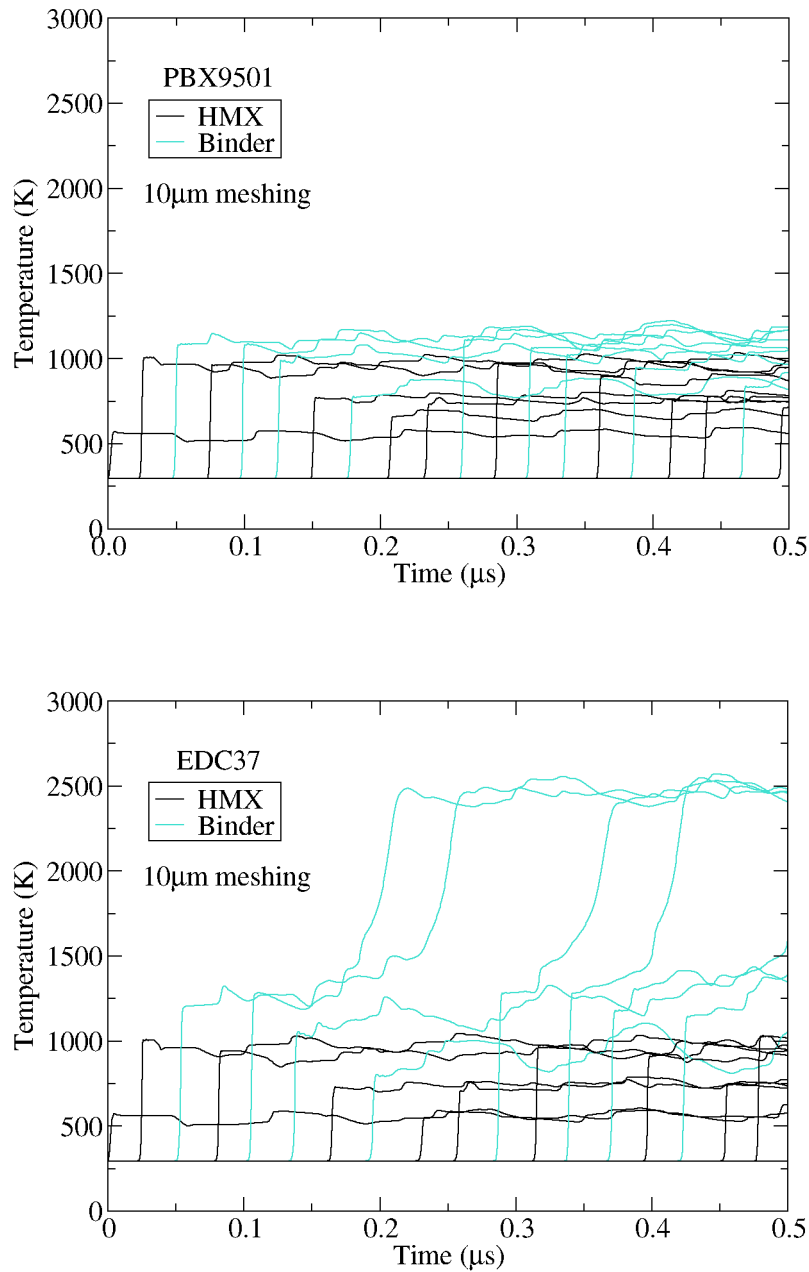 3000
PBX9501
2500
HMX
Binder
2000
10μm meshing
1500
Temperature (K)
1000
500
0
0.0 0.1 0.2 0.3 0.4 0.5
Time (μs)
3000
EDC37
2500
HMX
Binder
2000
10μm meshing
1500
Temperature (K)
1000
500
0
0 0.1 0.2 0.3 0.4 0.5
Time (μs)